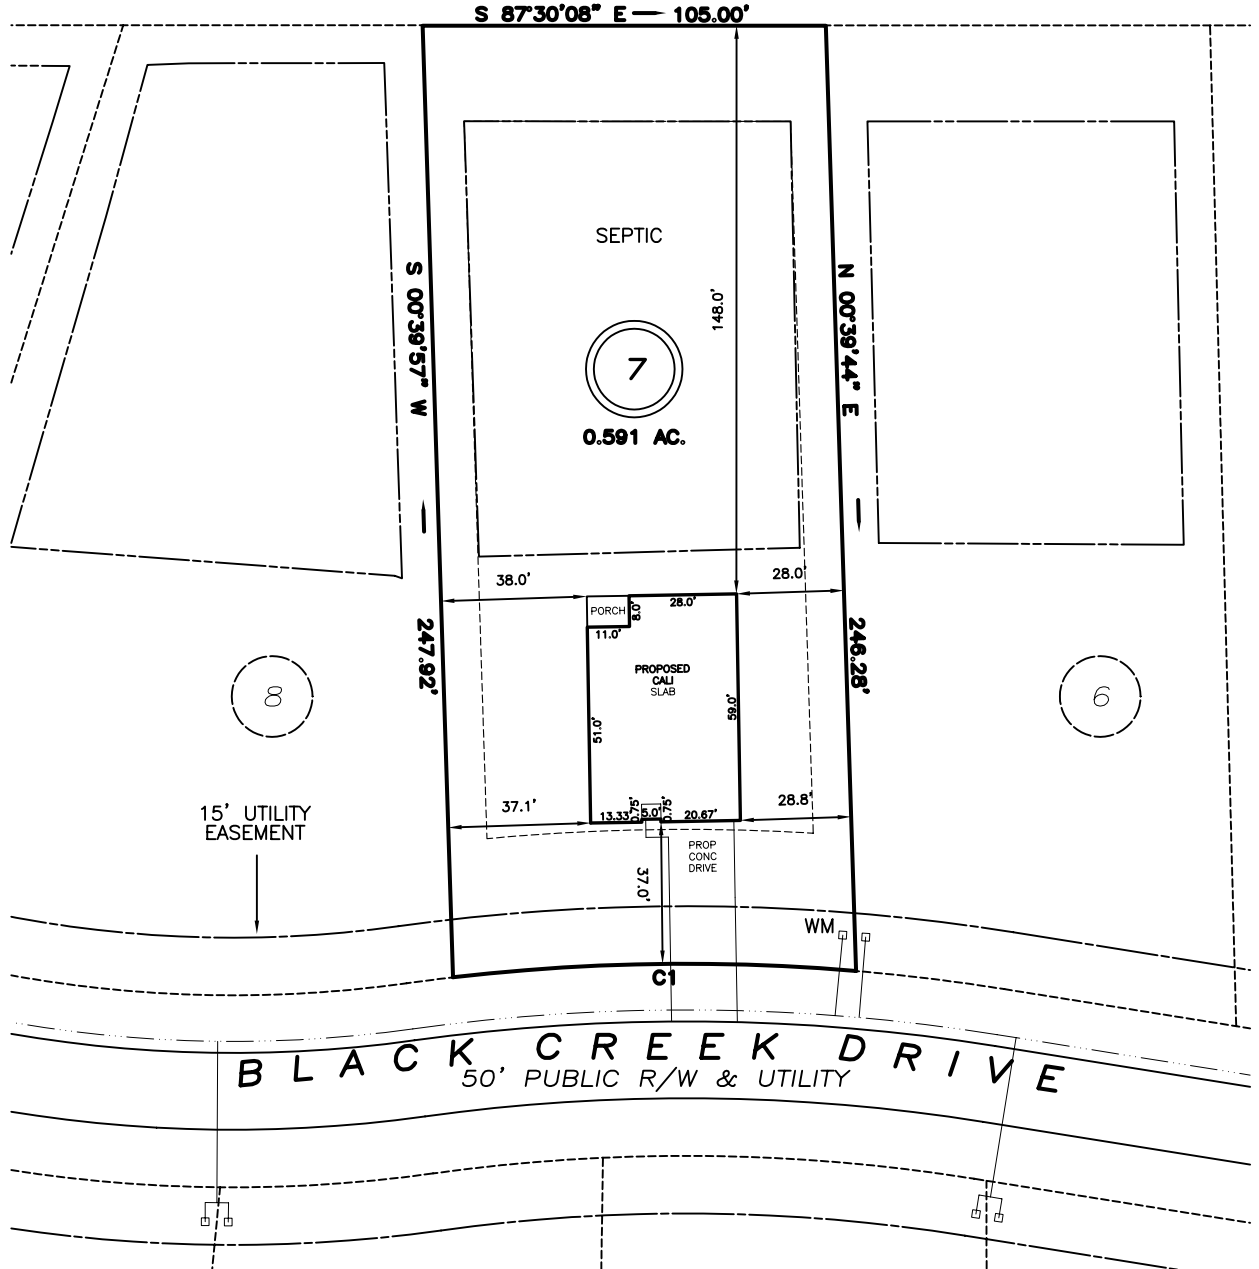 S 87°30'08" E 105.00'
SEPTIC
148.0'
S 00°39'57" W
247.92'
N 00°39'44" E
246.28'
7
0.591 AC.
38.0'
28.0'
PORCH
8.0'
28.0'
11.0'
PROPOSED
CALI
SLAB
51.0'
59.0'
8
6
37.1'
28.8'
13.33'
0.75'
5.0'
0.75'
20.67'
15' UTILITY
EASEMENT
PROP
CONC
DRIVE
37.0'
WM
C1
BLACK CREEK DRIVE
50' PUBLIC R/W & UTILITY